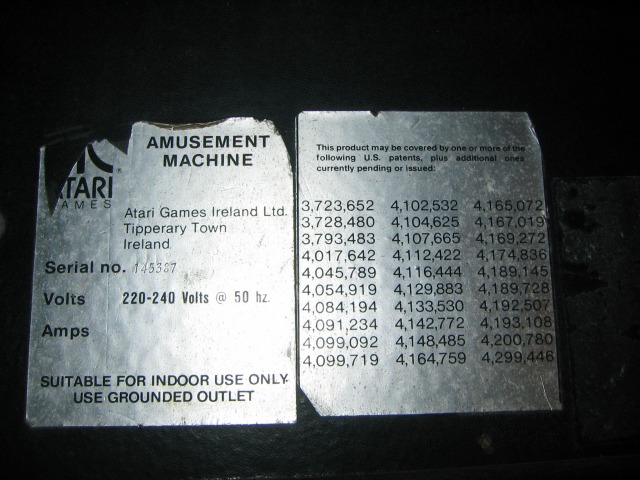 ATARI
GAMES
AMUSEMENT
MACHINE
Atari Games Ireland Ltd.
Tipperary Town
Ireland
Serial no. 145387
Volts 220-240 Volts @ 50 hz.
Amps
SUITABLE FOR INDOOR USE ONLY
USE GROUNDED OUTLET
This product may be covered by one or more of the
following U.S. patents, plus additional ones
currently pending or issued:
3,723,652 4,102,532 4,165,072
3,728,480 4,104,625 4,167,019
3,793,483 4,107,665 4,169,272
4,017,642 4,112,422 4,174,836
4,045,789 4,116,444 4,189,145
4,054,919 4,129,883 4,189,728
4,084,194 4,133,530 4,192,507
4,091,234 4,142,772 4,193,108
4,099,092 4,148,485 4,200,780
4,099,719 4,164,759 4,299,446